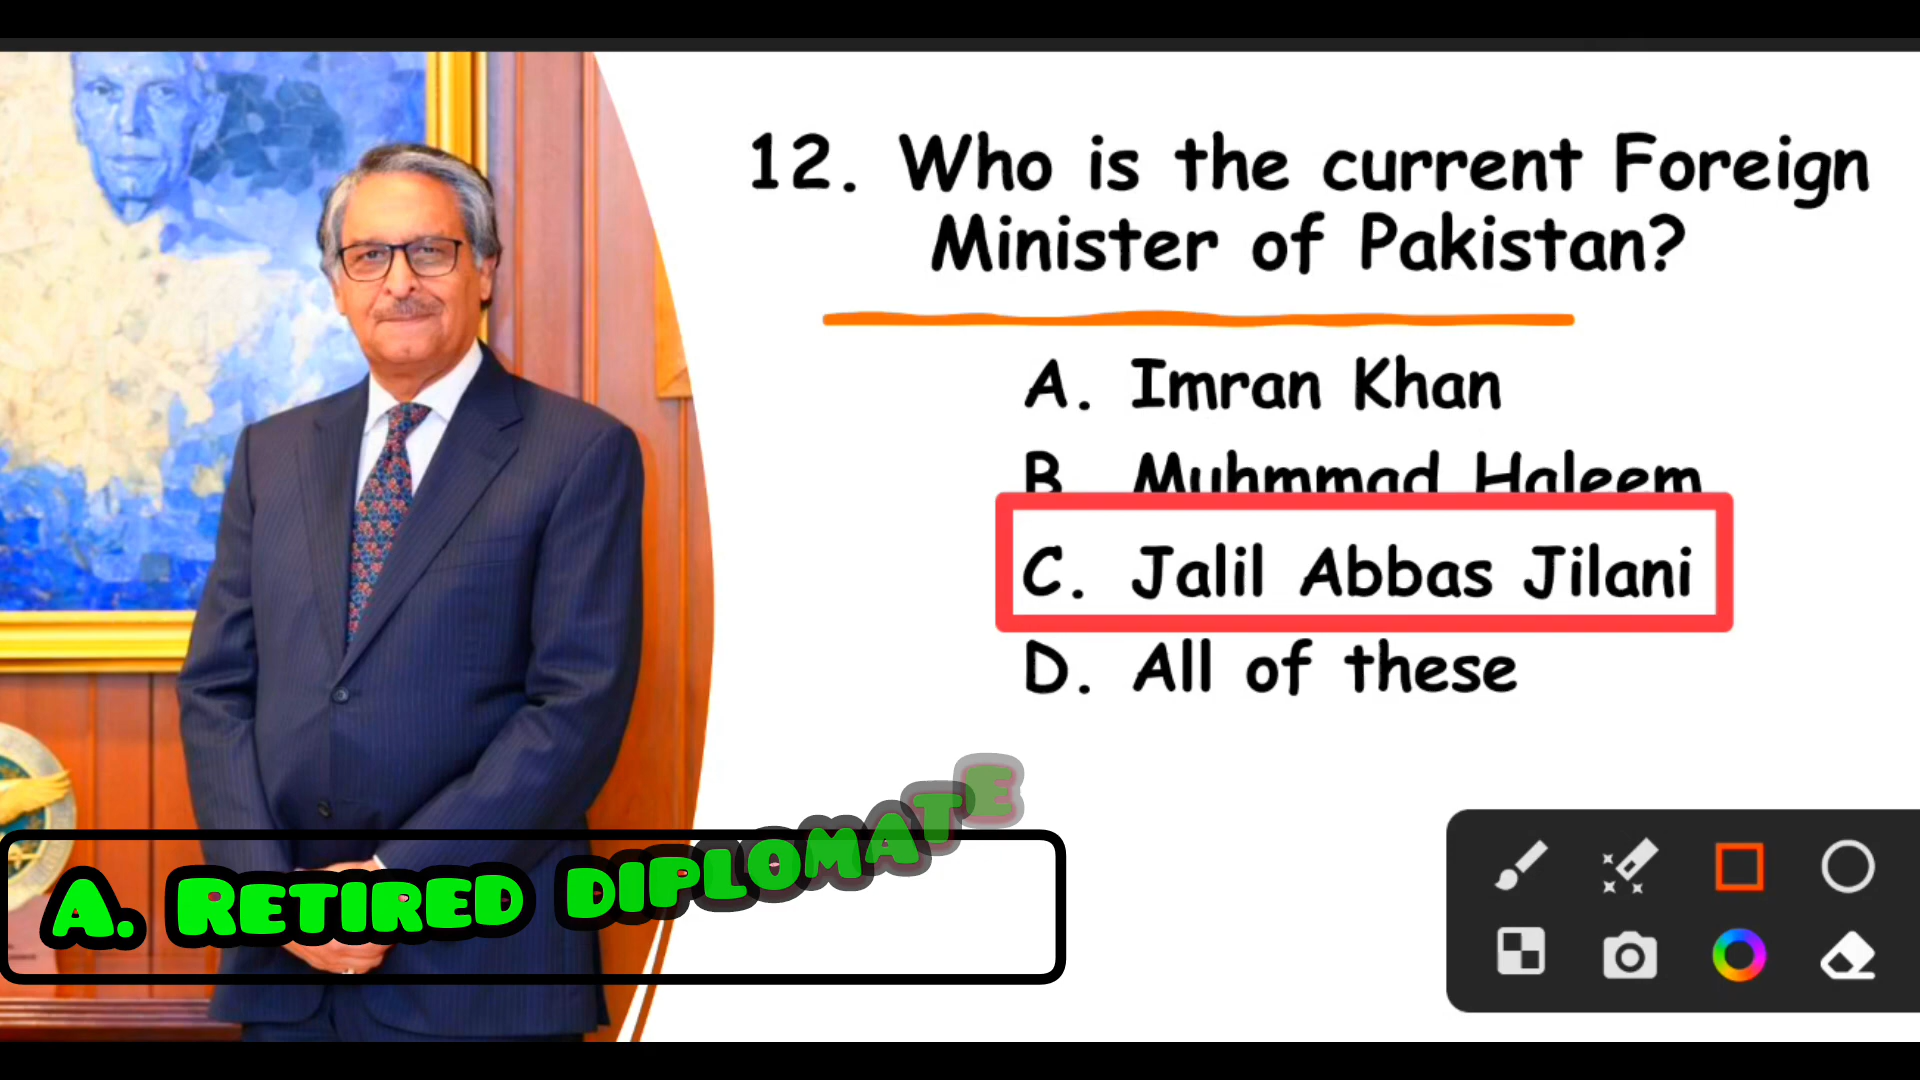 12. Who is the current Foreign
Minister of Pakistan?
A. Imran Khan
B. Muhmmad Haleem
C. Jalil Abbas Jilani
D. All of these
A. RETIRED DIPLOMATE